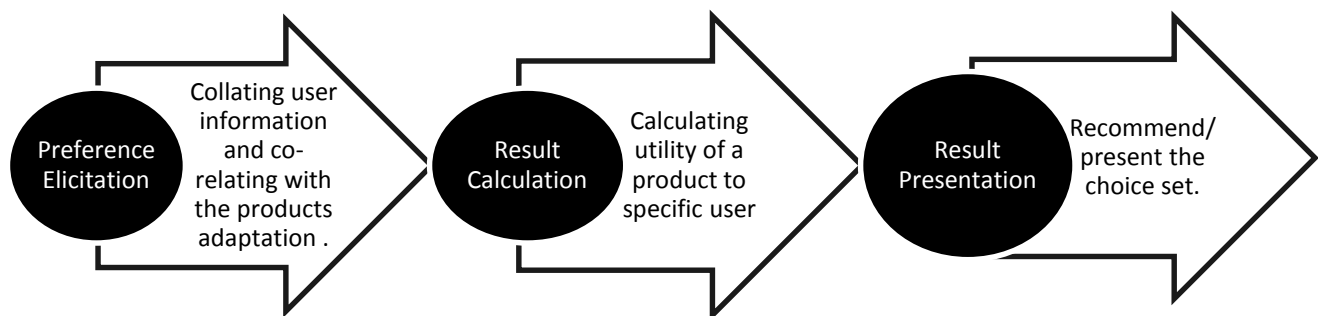 Preference
Elicitation
Collating user
information
and co-
relating with
the products
adaptation .
Result
Calculation
Calculating
utility of a
product to
specific user
Result
Presentation
Recommend/
present the
choice set.